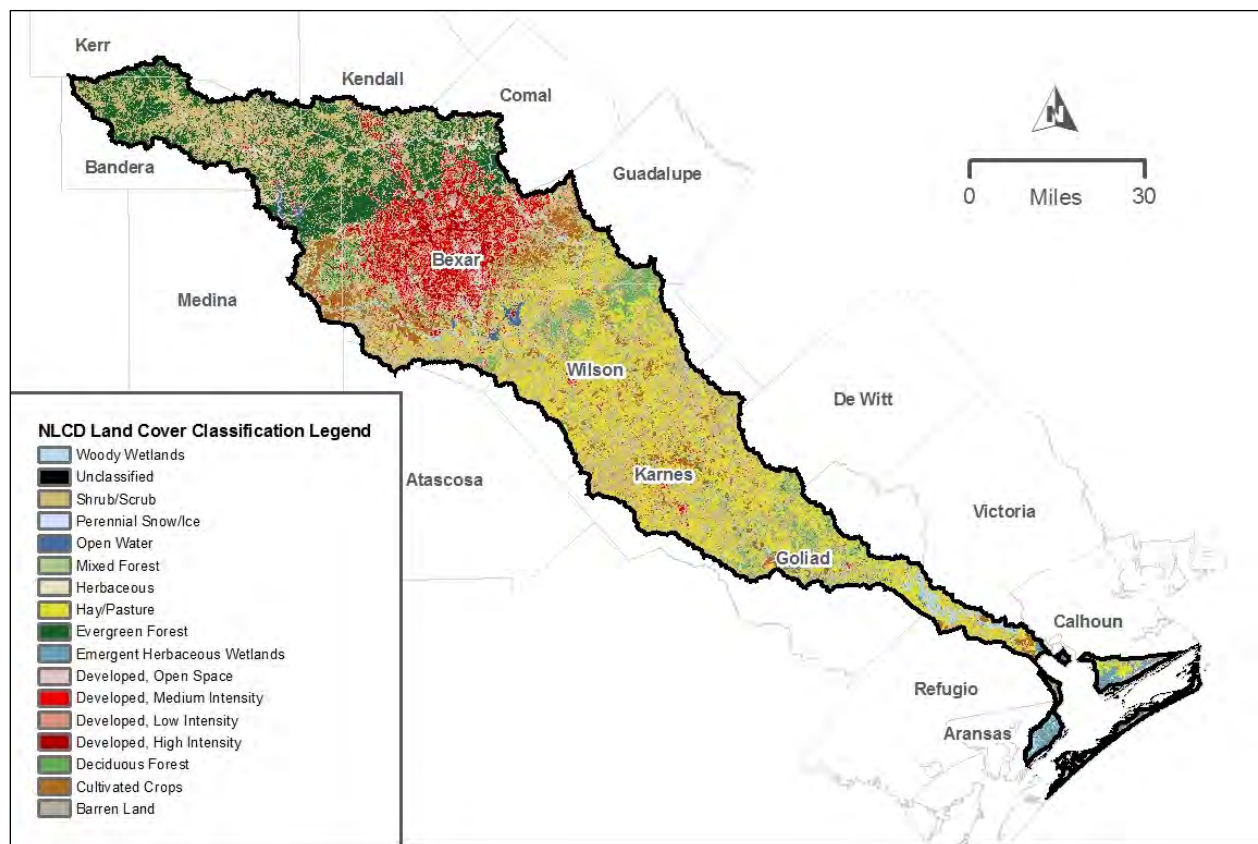 Kerr
Kendall
Comal
Bandera
Guadalupe
N
0 30
Miles
Bexar
Medina
Wilson
De Witt
Karnes
Atascosa
Victoria
Goliad
Calhoun
Refugio
Aransas
NLCD Land Cover Classification Legend
Woody Wetlands
Unclassified
Shrub/Scrub
Perennial Snow/Ice
Open Water
Mixed Forest
Herbaceous
Hay/Pasture
Evergreen Forest
Emergent Herbaceous Wetlands
Developed, Open Space
Developed, Medium Intensity
Developed, Low Intensity
Developed, High Intensity
Deciduous Forest
Cultivated Crops
Barren Land